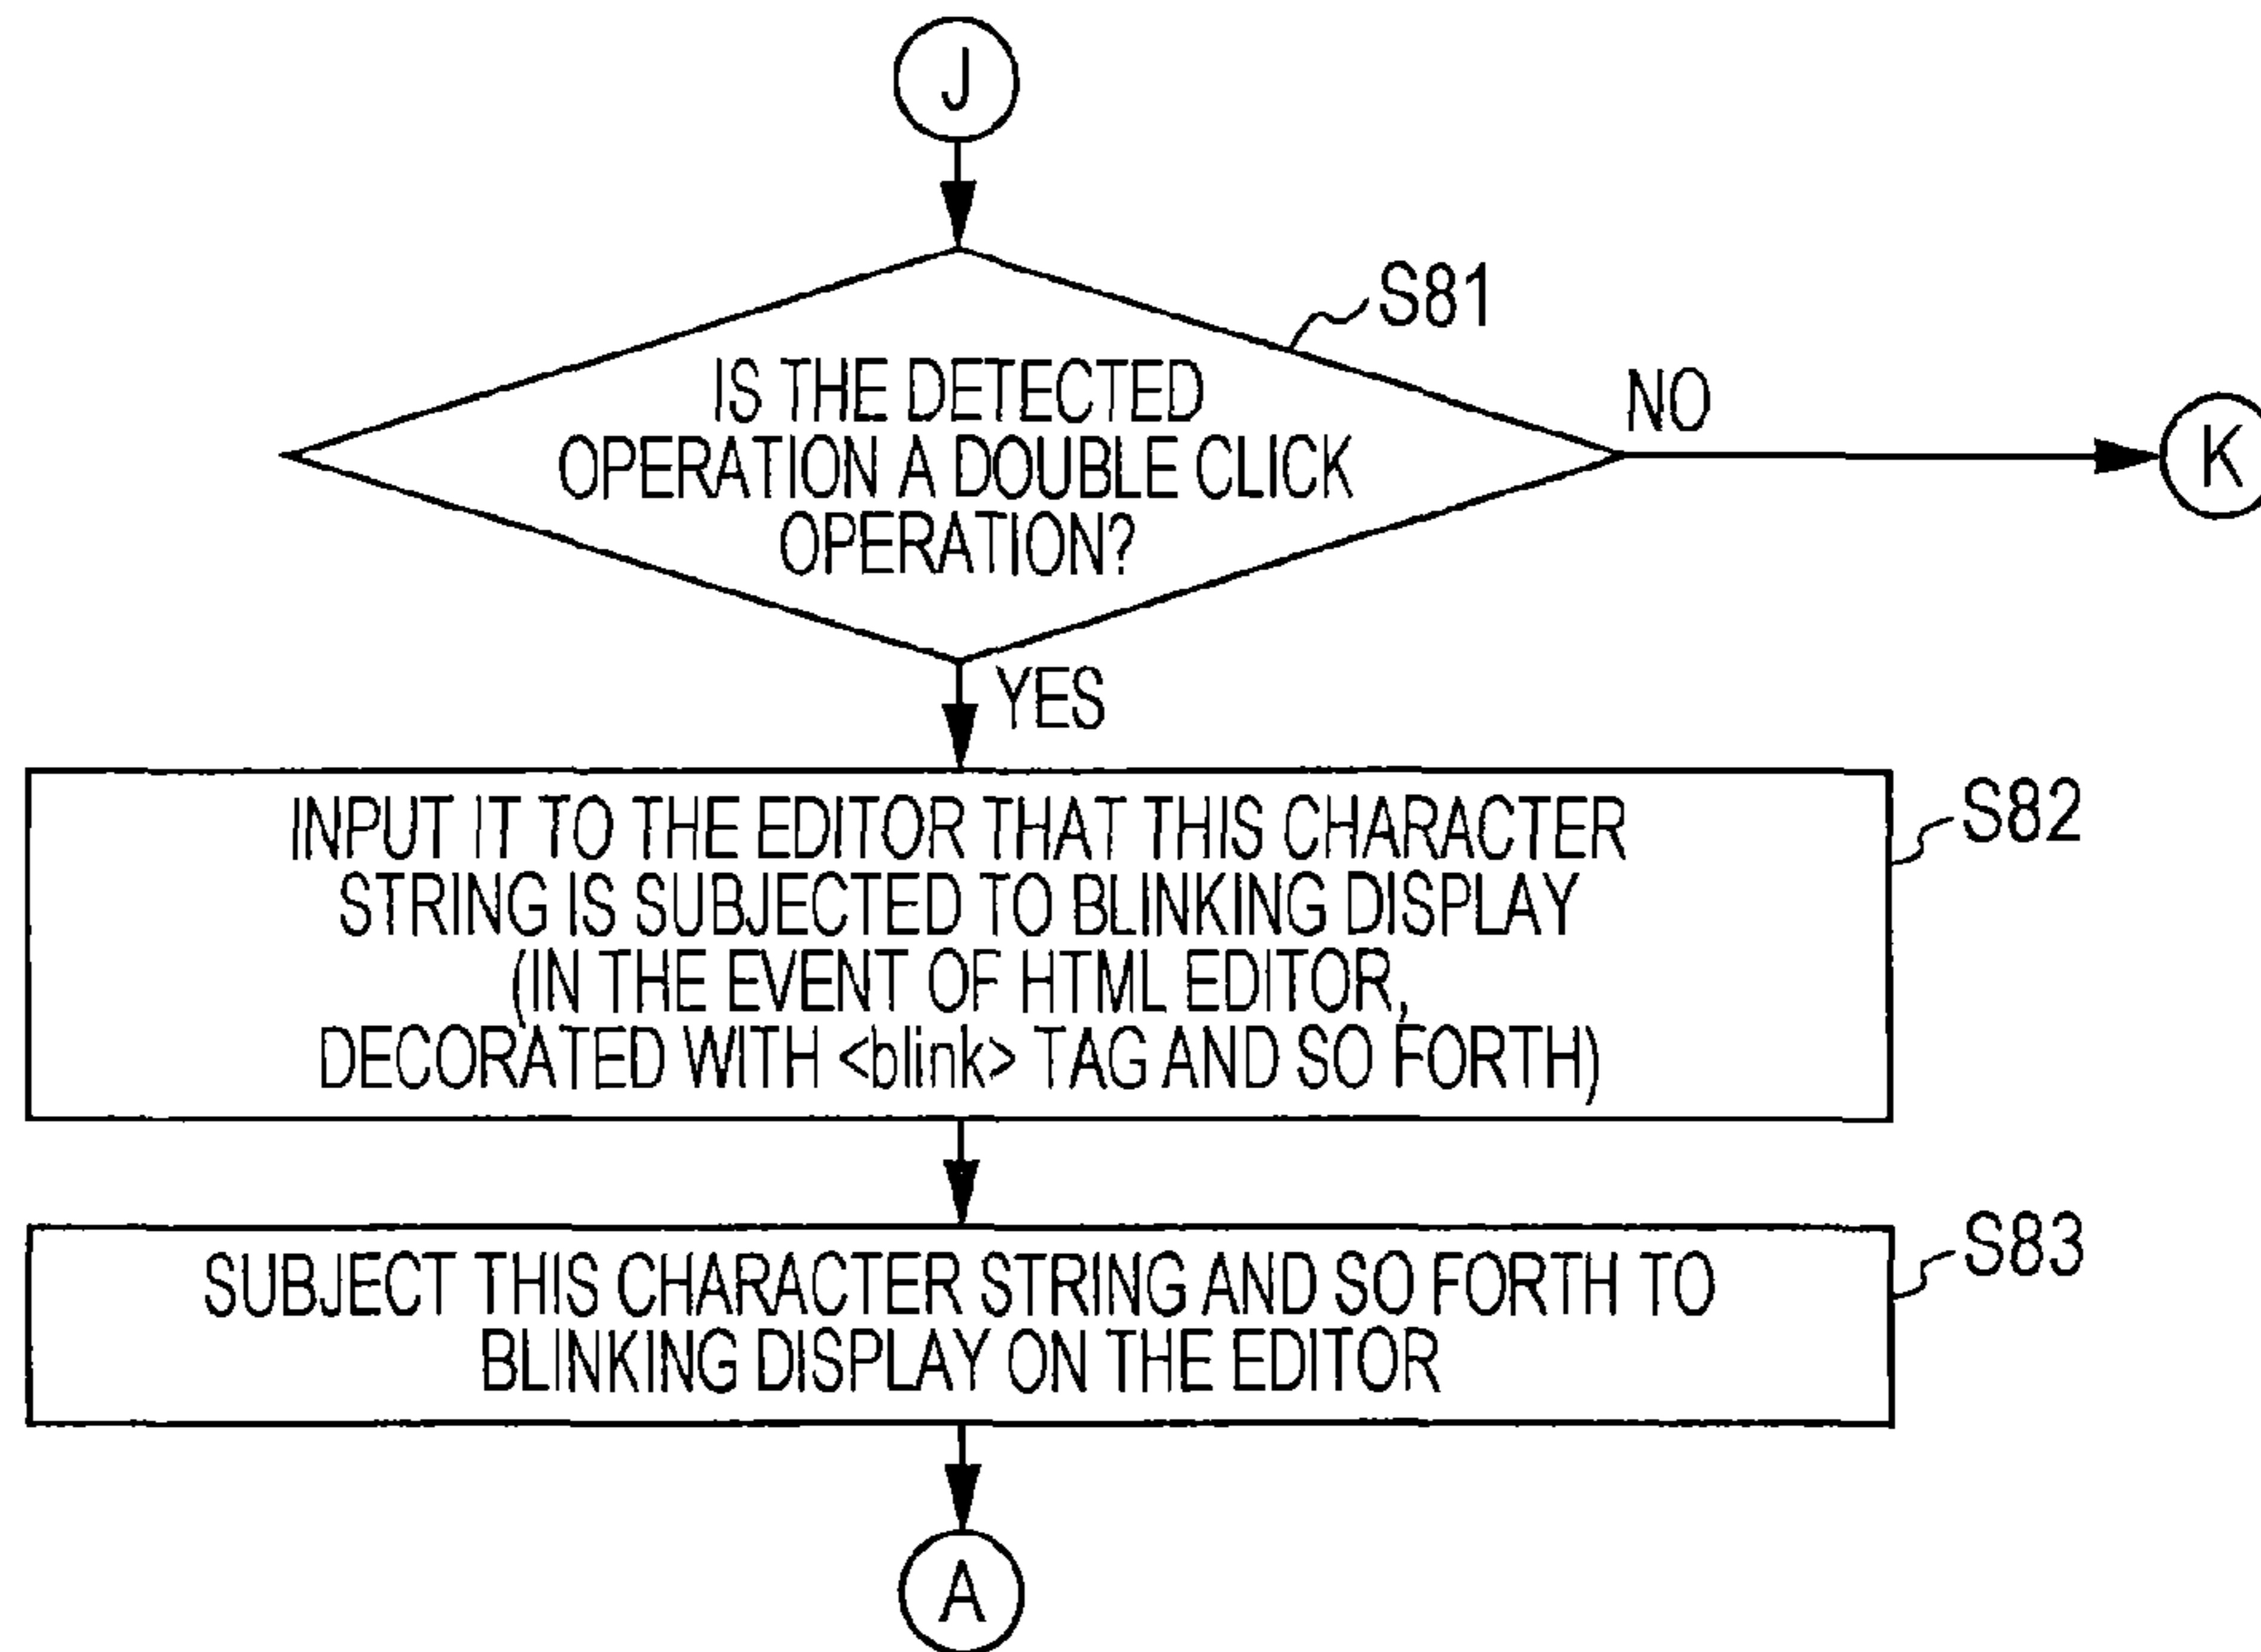 J
S81
IS THE DETECTED
OPERATION A DOUBLE CLICK
OPERATION?
NO
K
YES
INPUT IT TO THE EDITOR THAT THIS CHARACTER
STRING IS SUBJECTED TO BLINKING DISPLAY
(IN THE EVENT OF HTML EDITOR,
DECORATED WITH <blink> TAG AND SO FORTH)
S82
SUBJECT THIS CHARACTER STRING AND SO FORTH TO
BLINKING DISPLAY ON THE EDITOR
S83
A